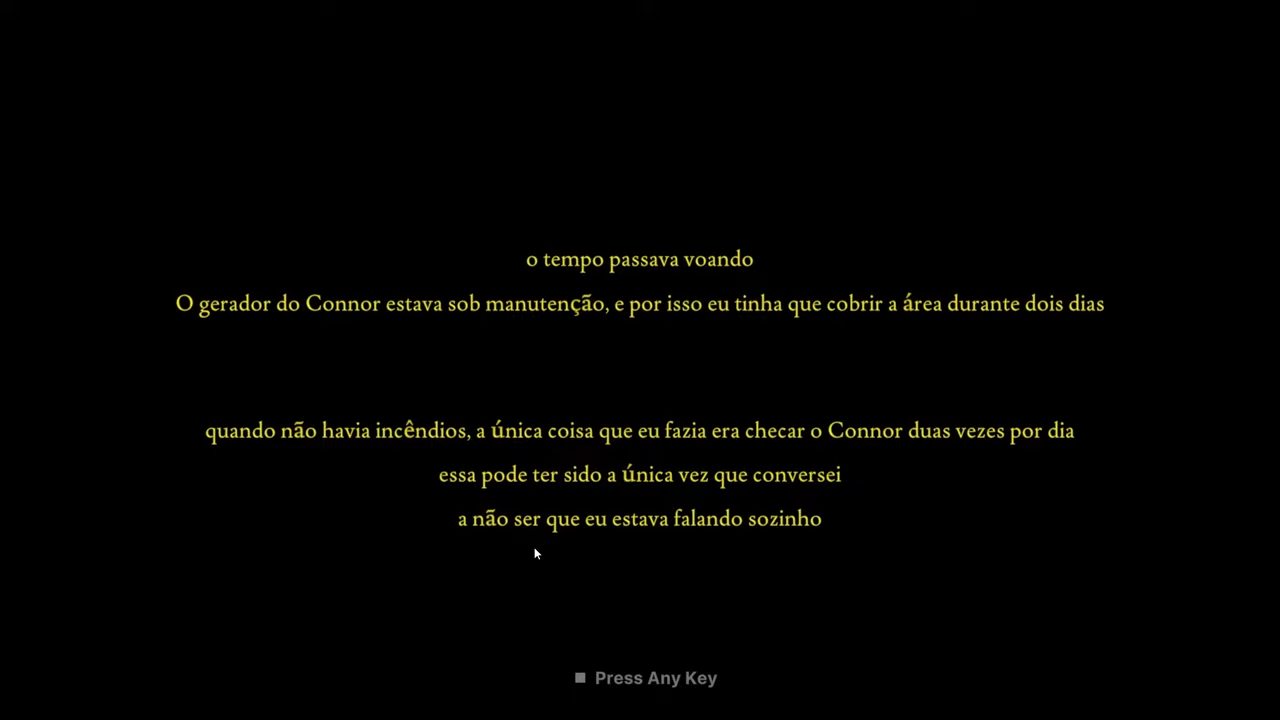 o tempo passava voando
O gerador do Connor estava sob manutenção, e por isso eu tinha que cobrir a área durante dois dias
quando não havia incêndios, a única coisa que eu fazia era checar o Connor duas vezes por dia
essa pode ter sido a única vez que conversei
a não ser que eu estava falando sozinho
Press Any Key